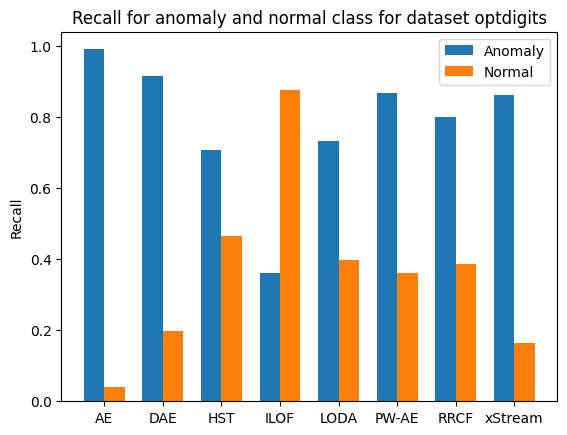 Recall for anomaly and normal class for dataset optdigits
Anomaly
Normal
Recall
1.0
0.8
0.6
0.4
0.2
0.0
AE DAE HST ILOF LODA PW-AE RRCF xStream